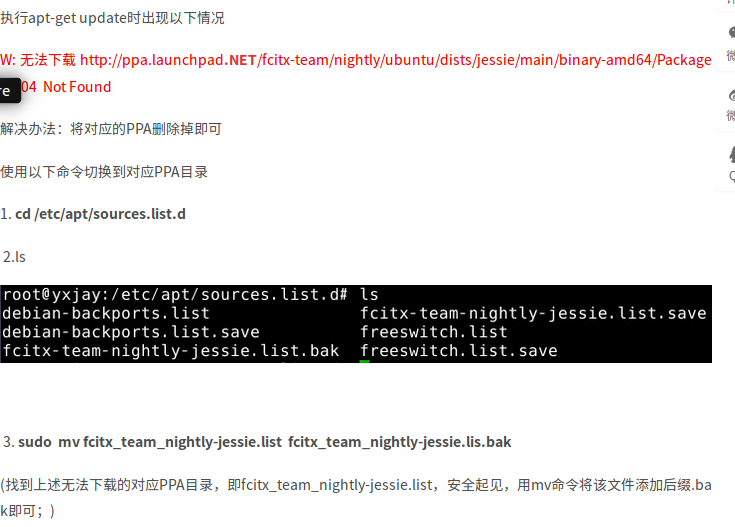 执行apt-get update时出现以下情况
W: 无法下载 http://ppa.launchpad.NET/fcitx-team/nightly/ubuntu/dists/jessie/main/binary-amd64/Package
re
04 Not Found
解决办法：将对应的PPA删除掉即可
使用以下命令切换到对应PPA目录
1. cd /etc/apt/sources.list.d
2.ls
root@yxjay:/etc/apt/sources.list.d# ls
debian-backports.list fcitx-team-nightly-jessie.list.save
debian-backports.list.save freeswitch.list
fcitx-team-nightly-jessie.list.bak freeswitch.list.save
3. sudo mv fcitx_team_nightly-jessie.list fcitx_team_nightly-jessie.lis.bak
(找到上述无法下载的对应PPA目录，即fcitx_team_nightly-jessie.list，安全起见，用mv命令将该文件添加后缀.ba
k即可；)